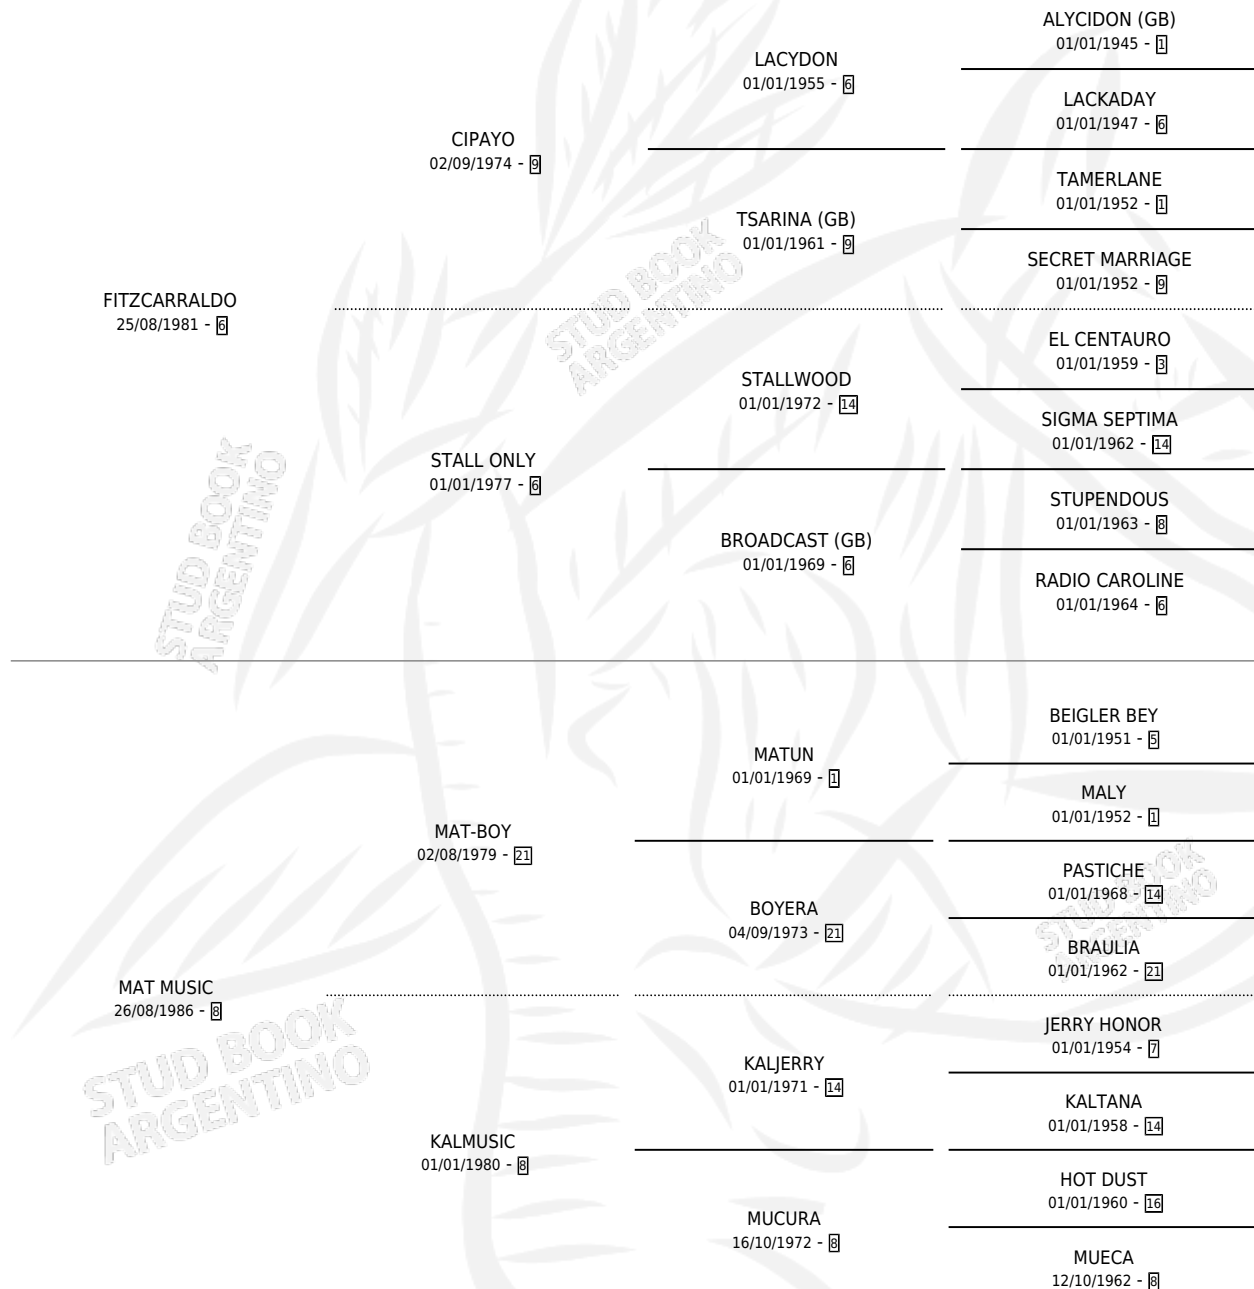 FITZCARRALDO
25/08/1981 - 6
CIPAYO
02/09/1974 - 9
STALL ONLY
01/01/1977 - 6
LACYDON
01/01/1955 - 6
TSARINA (GB)
01/01/1961 - 9
STALLWOOD
01/01/1972 - 14
BROADCAST (GB)
01/01/1969 - 6
ALYCIDON (GB)
01/01/1945 - 1
LACKADAY
01/01/1947 - 6
TAMERLANE
01/01/1952 - 1
SECRET MARRIAGE
01/01/1952 - 9
EL CENTAURO
01/01/1959 - 3
SIGMA SEPTIMA
01/01/1962 - 14
STUPENDOUS
01/01/1963 - 8
RADIO CAROLINE
01/01/1964 - 6
MAT MUSIC
26/08/1986 - 8
MAT-BOY
02/08/1979 - 21
KALMUSIC
01/01/1980 - 8
MATUN
01/01/1969 - 1
BOYERA
04/09/1973 - 21
KALJERRY
01/01/1971 - 14
MUCURA
16/10/1972 - 8
BEIGLER BEY
01/01/1951 - 5
MALY
01/01/1952 - 1
PASTICHE
01/01/1968 - 14
BRAULIA
01/01/1962 - 21
JERRY HONOR
01/01/1954 - 7
KALTANA
01/01/1958 - 14
HOT DUST
01/01/1960 - 16
MUECA
12/10/1962 - 8
STUD BOOK
ARGENTINO
STUD BOOK
ARGENTINO
STUD BOOK
ARGENTINO
STUD BOOK
ARGENTINO